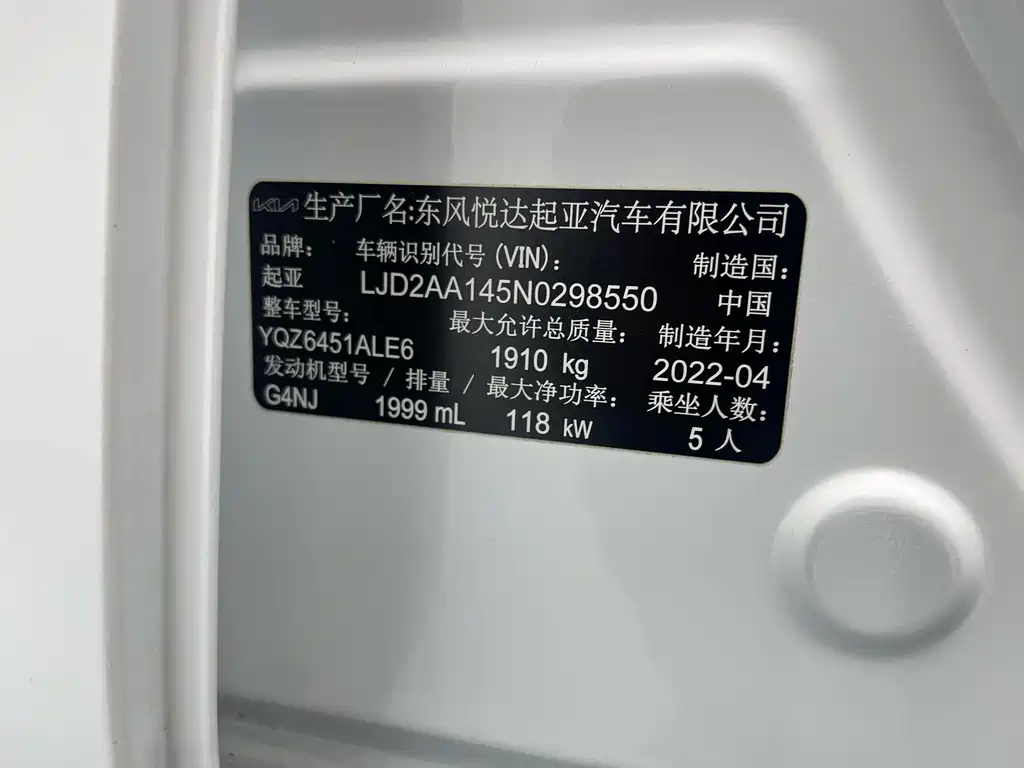 KIA 生产厂名:东风悦达起亚汽车有限公司
品牌: 车辆识别代号 (VIN): 制造国:
起亚 LJD2AA145N0298550 中国
整车型号: 最大允许总质量: 制造年月:
YQZ6451ALE6 1910 kg 2022-04
发动机型号 / 排量 / 最大净功率: 乘坐人数:
G4NJ 1999 mL 118 kW 5 人